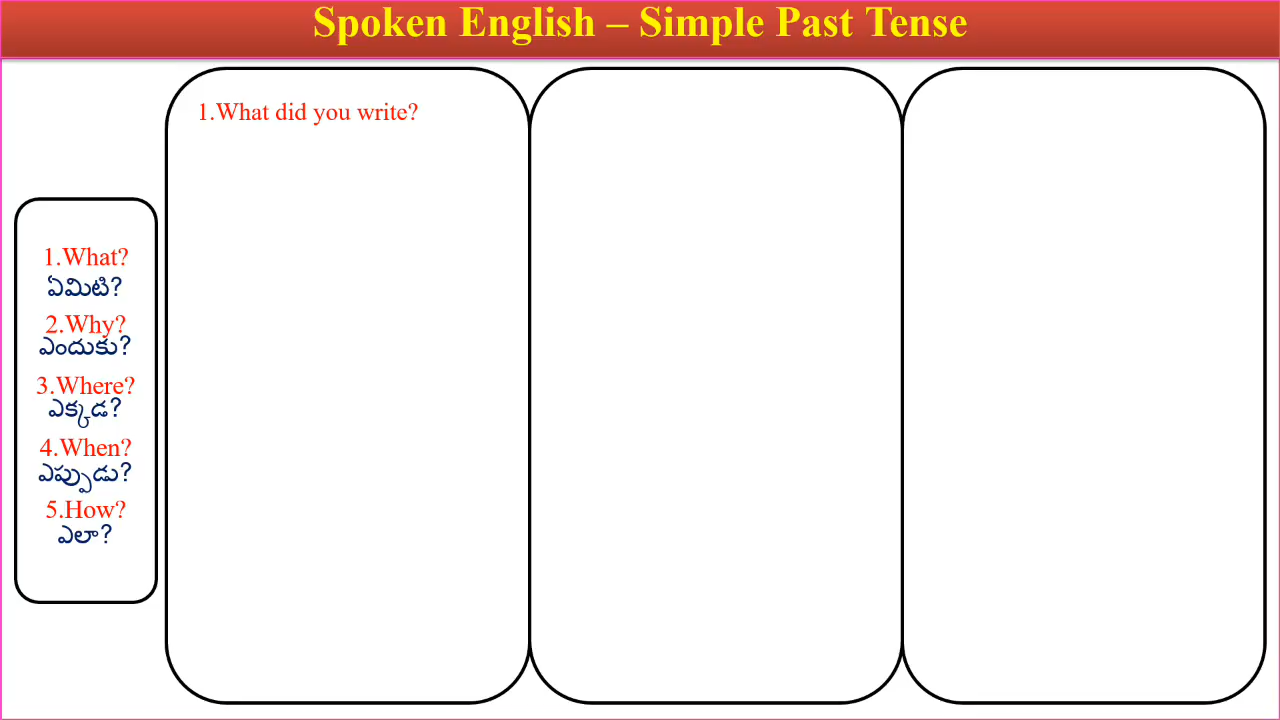 Spoken English – Simple Past Tense
1.What did you write?
1.What?
ఏమిటి?
2.Why?
ఎందుకు?
3.Where?
ఎక్కడ?
4.When?
ఎప్పుడు?
5.How?
ఎలా?